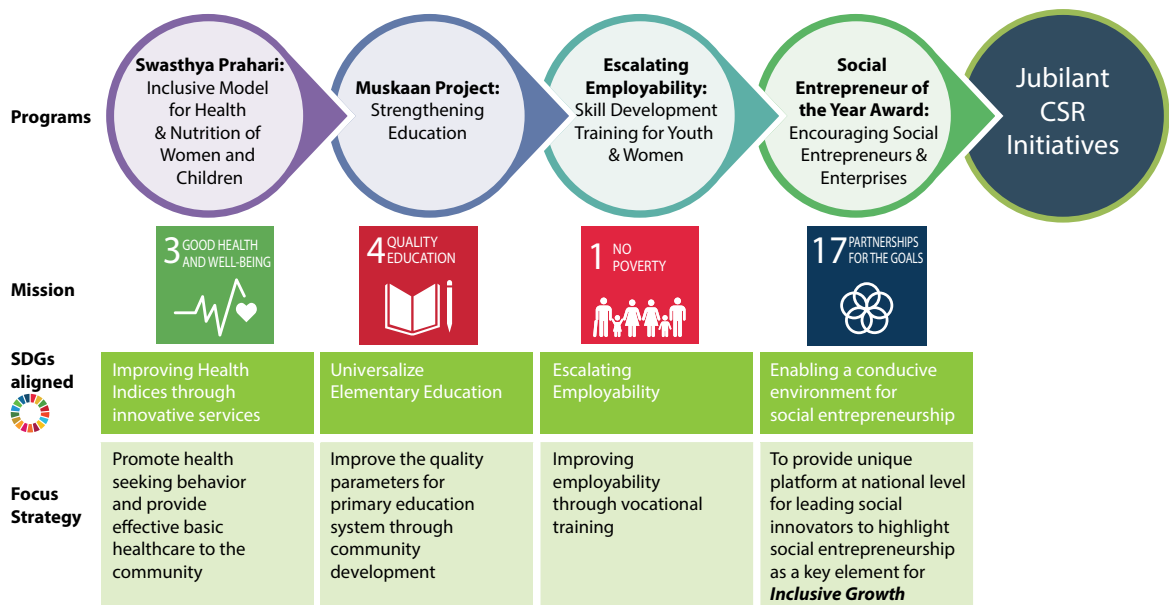 Programs
Swasthya Prahari:
Inclusive Model
for Health
& Nutrition of
Women and
Children
Muskaan Project:
Strengthening
Education
Escalating
Employability:
Skill Development
Training for Youth
& Women
Social
Entrepreneur of
the Year Award:
Encouraging Social
Entrepreneurs &
Enterprises
Jubilant
CSR
Initiatives
Mission
3 GOOD HEALTH
AND WELL-BEING
4 QUALITY
EDUCATION
1 NO
POVERTY
17 PARTNERSHIPS
FOR THE GOALS
SDGs
aligned
Improving Health
Indices through
innovative services
Universalize
Elementary Education
Escalating
Employability
Enabling a conducive
environment for
social entrepreneurship
Focus
Strategy
Promote health
seeking behavior
and provide
effective basic
healthcare to the
community
Improve the quality
parameters for
primary education
system through
community
development
Improving
employability
through vocational
training
To provide unique
platform at national level
for leading social
innovators to highlight
social entrepreneurship
as a key element for
Inclusive Growth